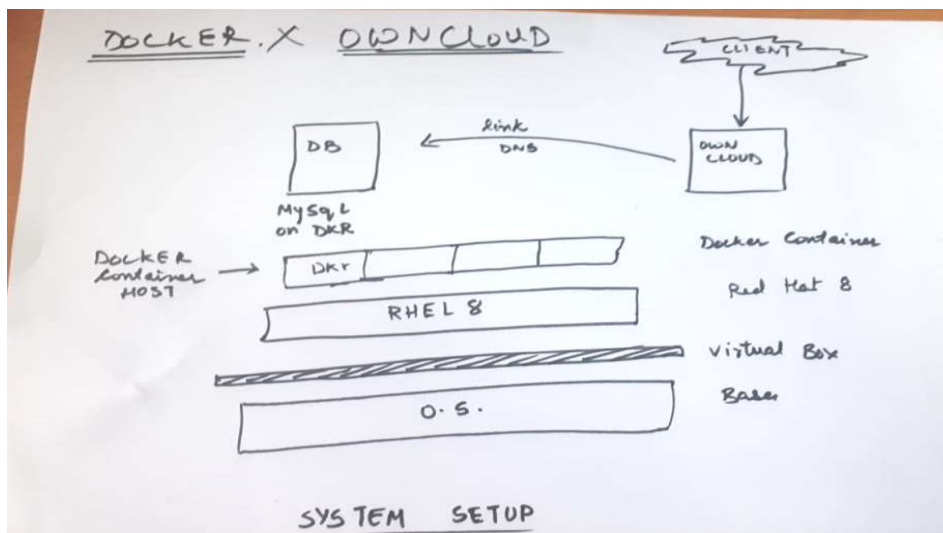 DOCKER . X OWNCLOUD
CLIENT
link
DNS
DB
OWN
CLOUD
MySqL
on DKR
DOCKER
Container
HOST
DKr
Docker Container
RHEL 8
Red Hat 8
Virtual Box
O.S.
Base
SYSTEM SETUP